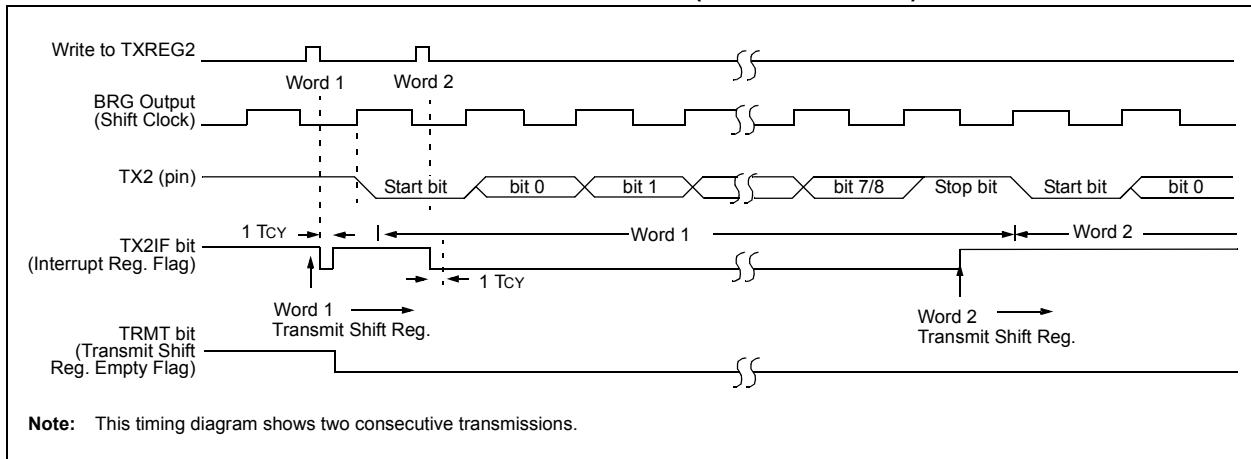 Write to TXREG2
Word 1
Word 2
BRG Output
(Shift Clock)
TX2 (pin)
Start bit
bit 0
bit 1
bit 7/8
Stop bit
Start bit
bit 0
1 TCY
Word 1
Word 2
TX2IF bit
(Interrupt Reg. Flag)
1 TCY
Word 1
Transmit Shift Reg.
Word 2
Transmit Shift Reg.
TRMT bit
(Transmit Shift
Reg. Empty Flag)
Note: This timing diagram shows two consecutive transmissions.